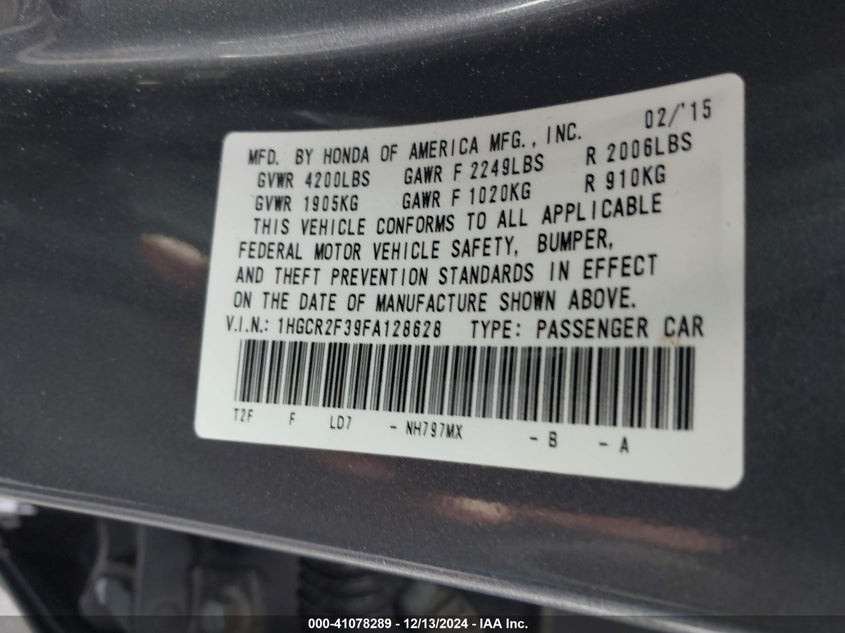 02/'15
MFD. BY HONDA OF AMERICA MFG., INC.
GVWR 4200LBS GAWR F 2249LBS R 2006LBS
GVWR 1905KG GAWR F 1020KG R 910KG
THIS VEHICLE CONFORMS TO ALL APPLICABLE
FEDERAL MOTOR VEHICLE SAFETY, BUMPER,
AND THEFT PREVENTION STANDARDS IN EFFECT
ON THE DATE OF MANUFACTURE SHOWN ABOVE.
V.I.N.: 1HGCR2F39FA128628 TYPE: PASSENGER CAR
T2F F LD7 - NH797MX - B - A
000-41078289 - 12/13/2024 - IAA Inc.